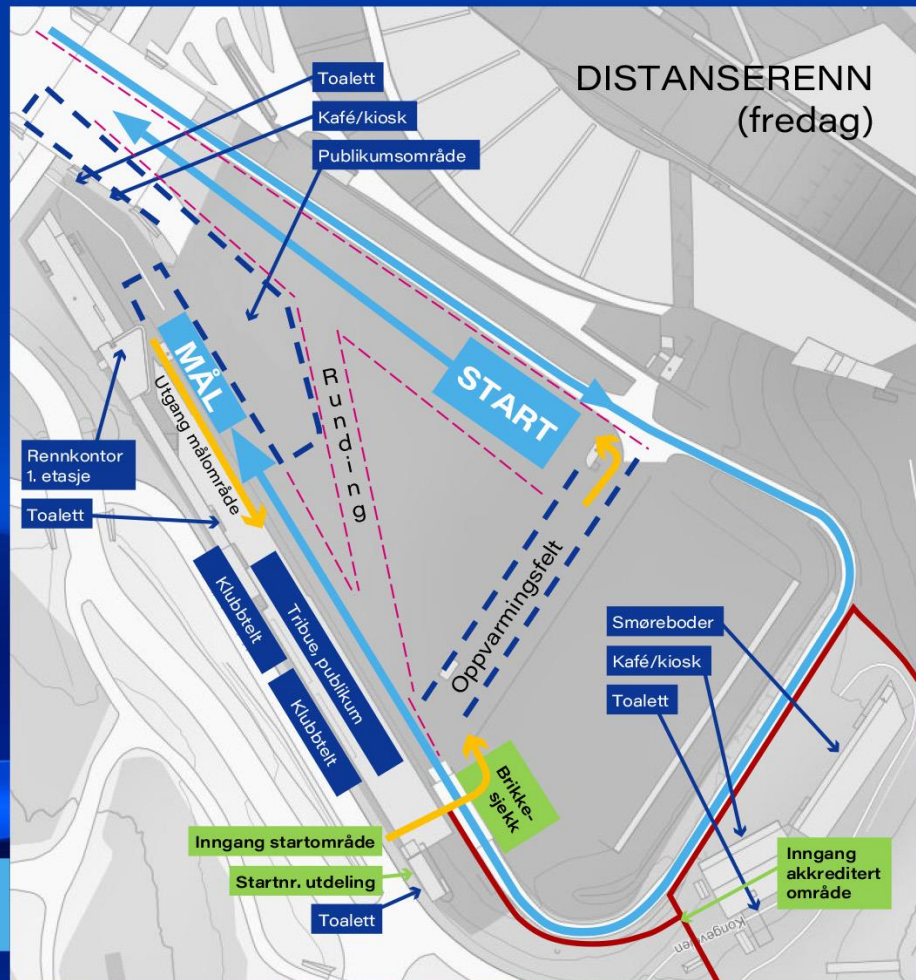 DISTANSERENN
(fredag)
Toalett
Kafé/kiosk
Publikumsområde
MÅL
START
Runding
Utgang målområde
Rennkontor
1. etasje
Toalett
Klubbtelt
Tribue, publikum
Klubbtelt
Oppvarmingsfelt
Smøreboder
Kafé/kiosk
Toalett
Brikke-
sjekk
Inngang startområde
Startnr. utdeling
Toalett
Inngang
akkreditert
område
Kongeveien